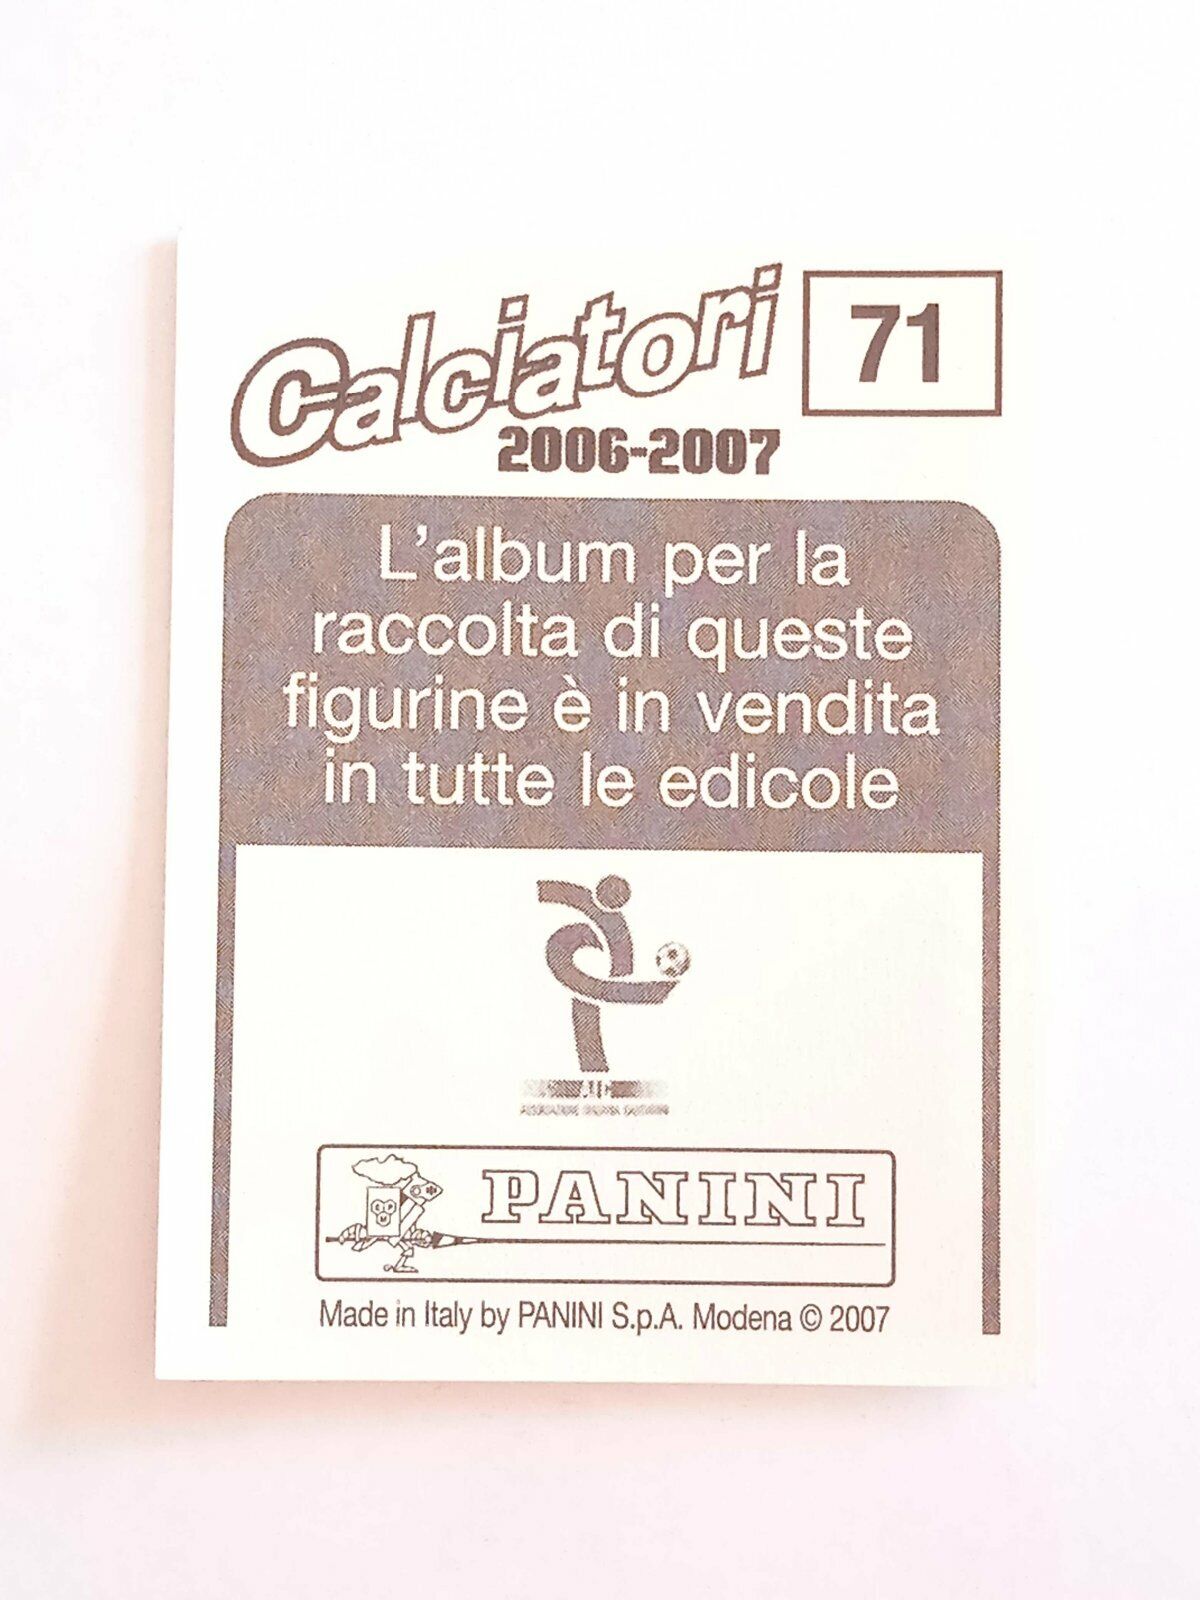 Calciatori
71
2006-2007
L'album per la
raccolta di queste
figurine è in vendita
in tutte le edicole
PANINI
Made in Italy by PANINI S.p.A. Modena © 2007